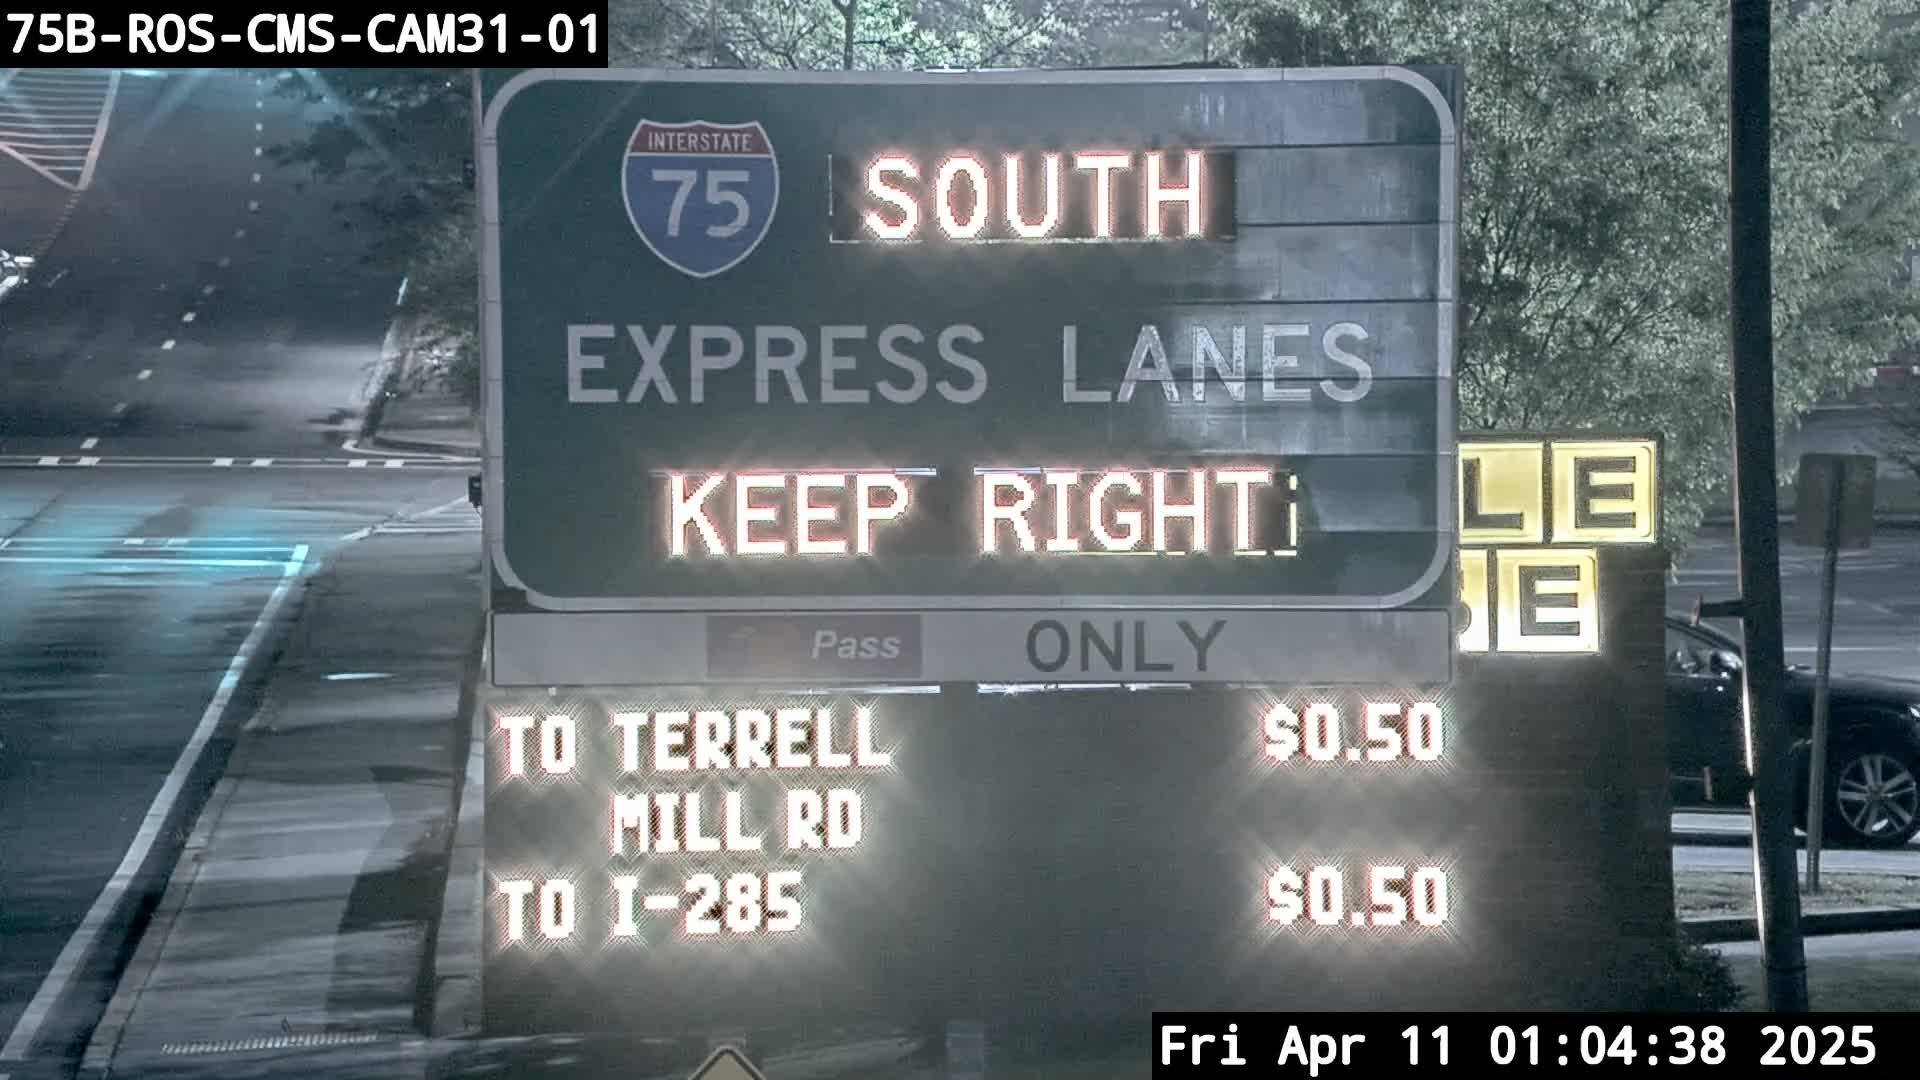 75B-ROS-CMS-CAM31-01
INTERSTATE
75
SOUTH
EXPRESS LANES
KEEP RIGHT
Pass ONLY
LE
E
TO TERRELL $0.50
MILL RD
TO I-285 $0.50
Fri Apr 11 01:04:38 2025